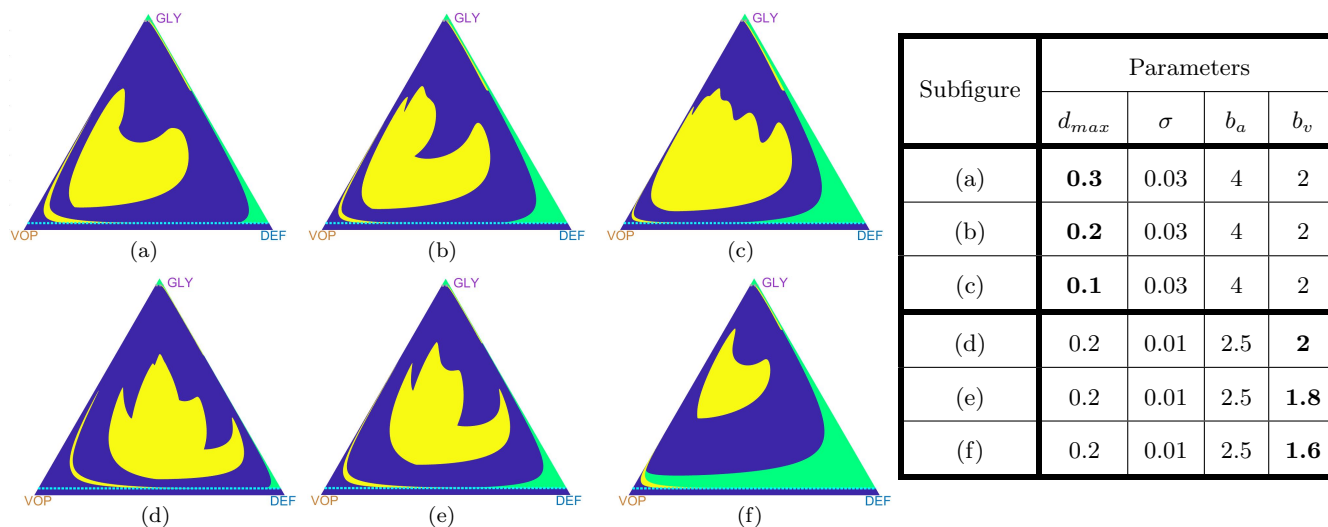 GLY GLY GLY
VOP DEF VOP DEF VOP DEF
(a) (b) (c)
GLY GLY GLY
VOP DEF VOP DEF VOP DEF
(d) (e) (f)
Subfigure Parameters
d_max σ b_a b_v
(a) 0.3 0.03 4 2
(b) 0.2 0.03 4 2
(c) 0.1 0.03 4 2
(d) 0.2 0.01 2.5 2
(e) 0.2 0.01 2.5 1.8
(f) 0.2 0.01 2.5 1.6